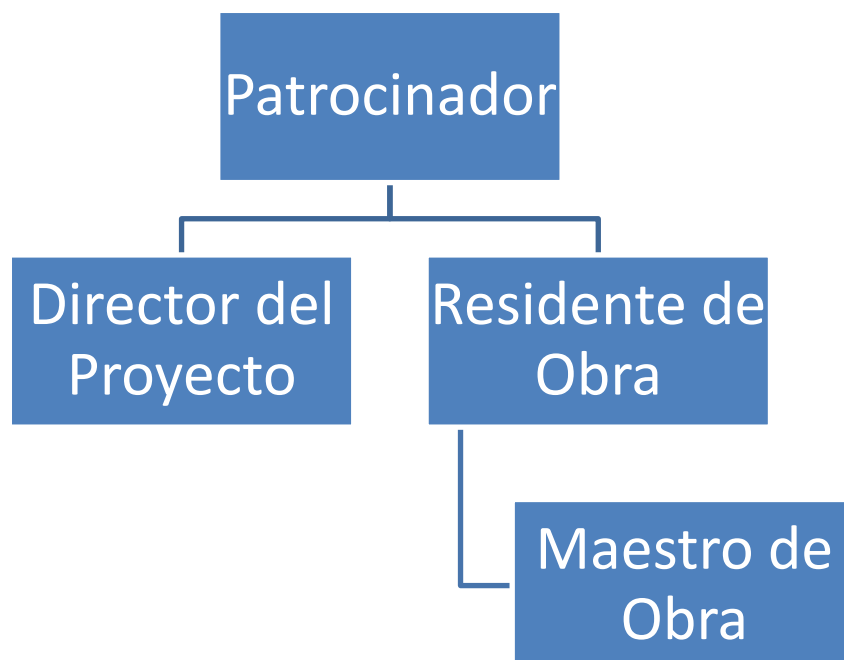 Patrocinador
Director del
Proyecto
Residente de
Obra
Maestro de
Obra